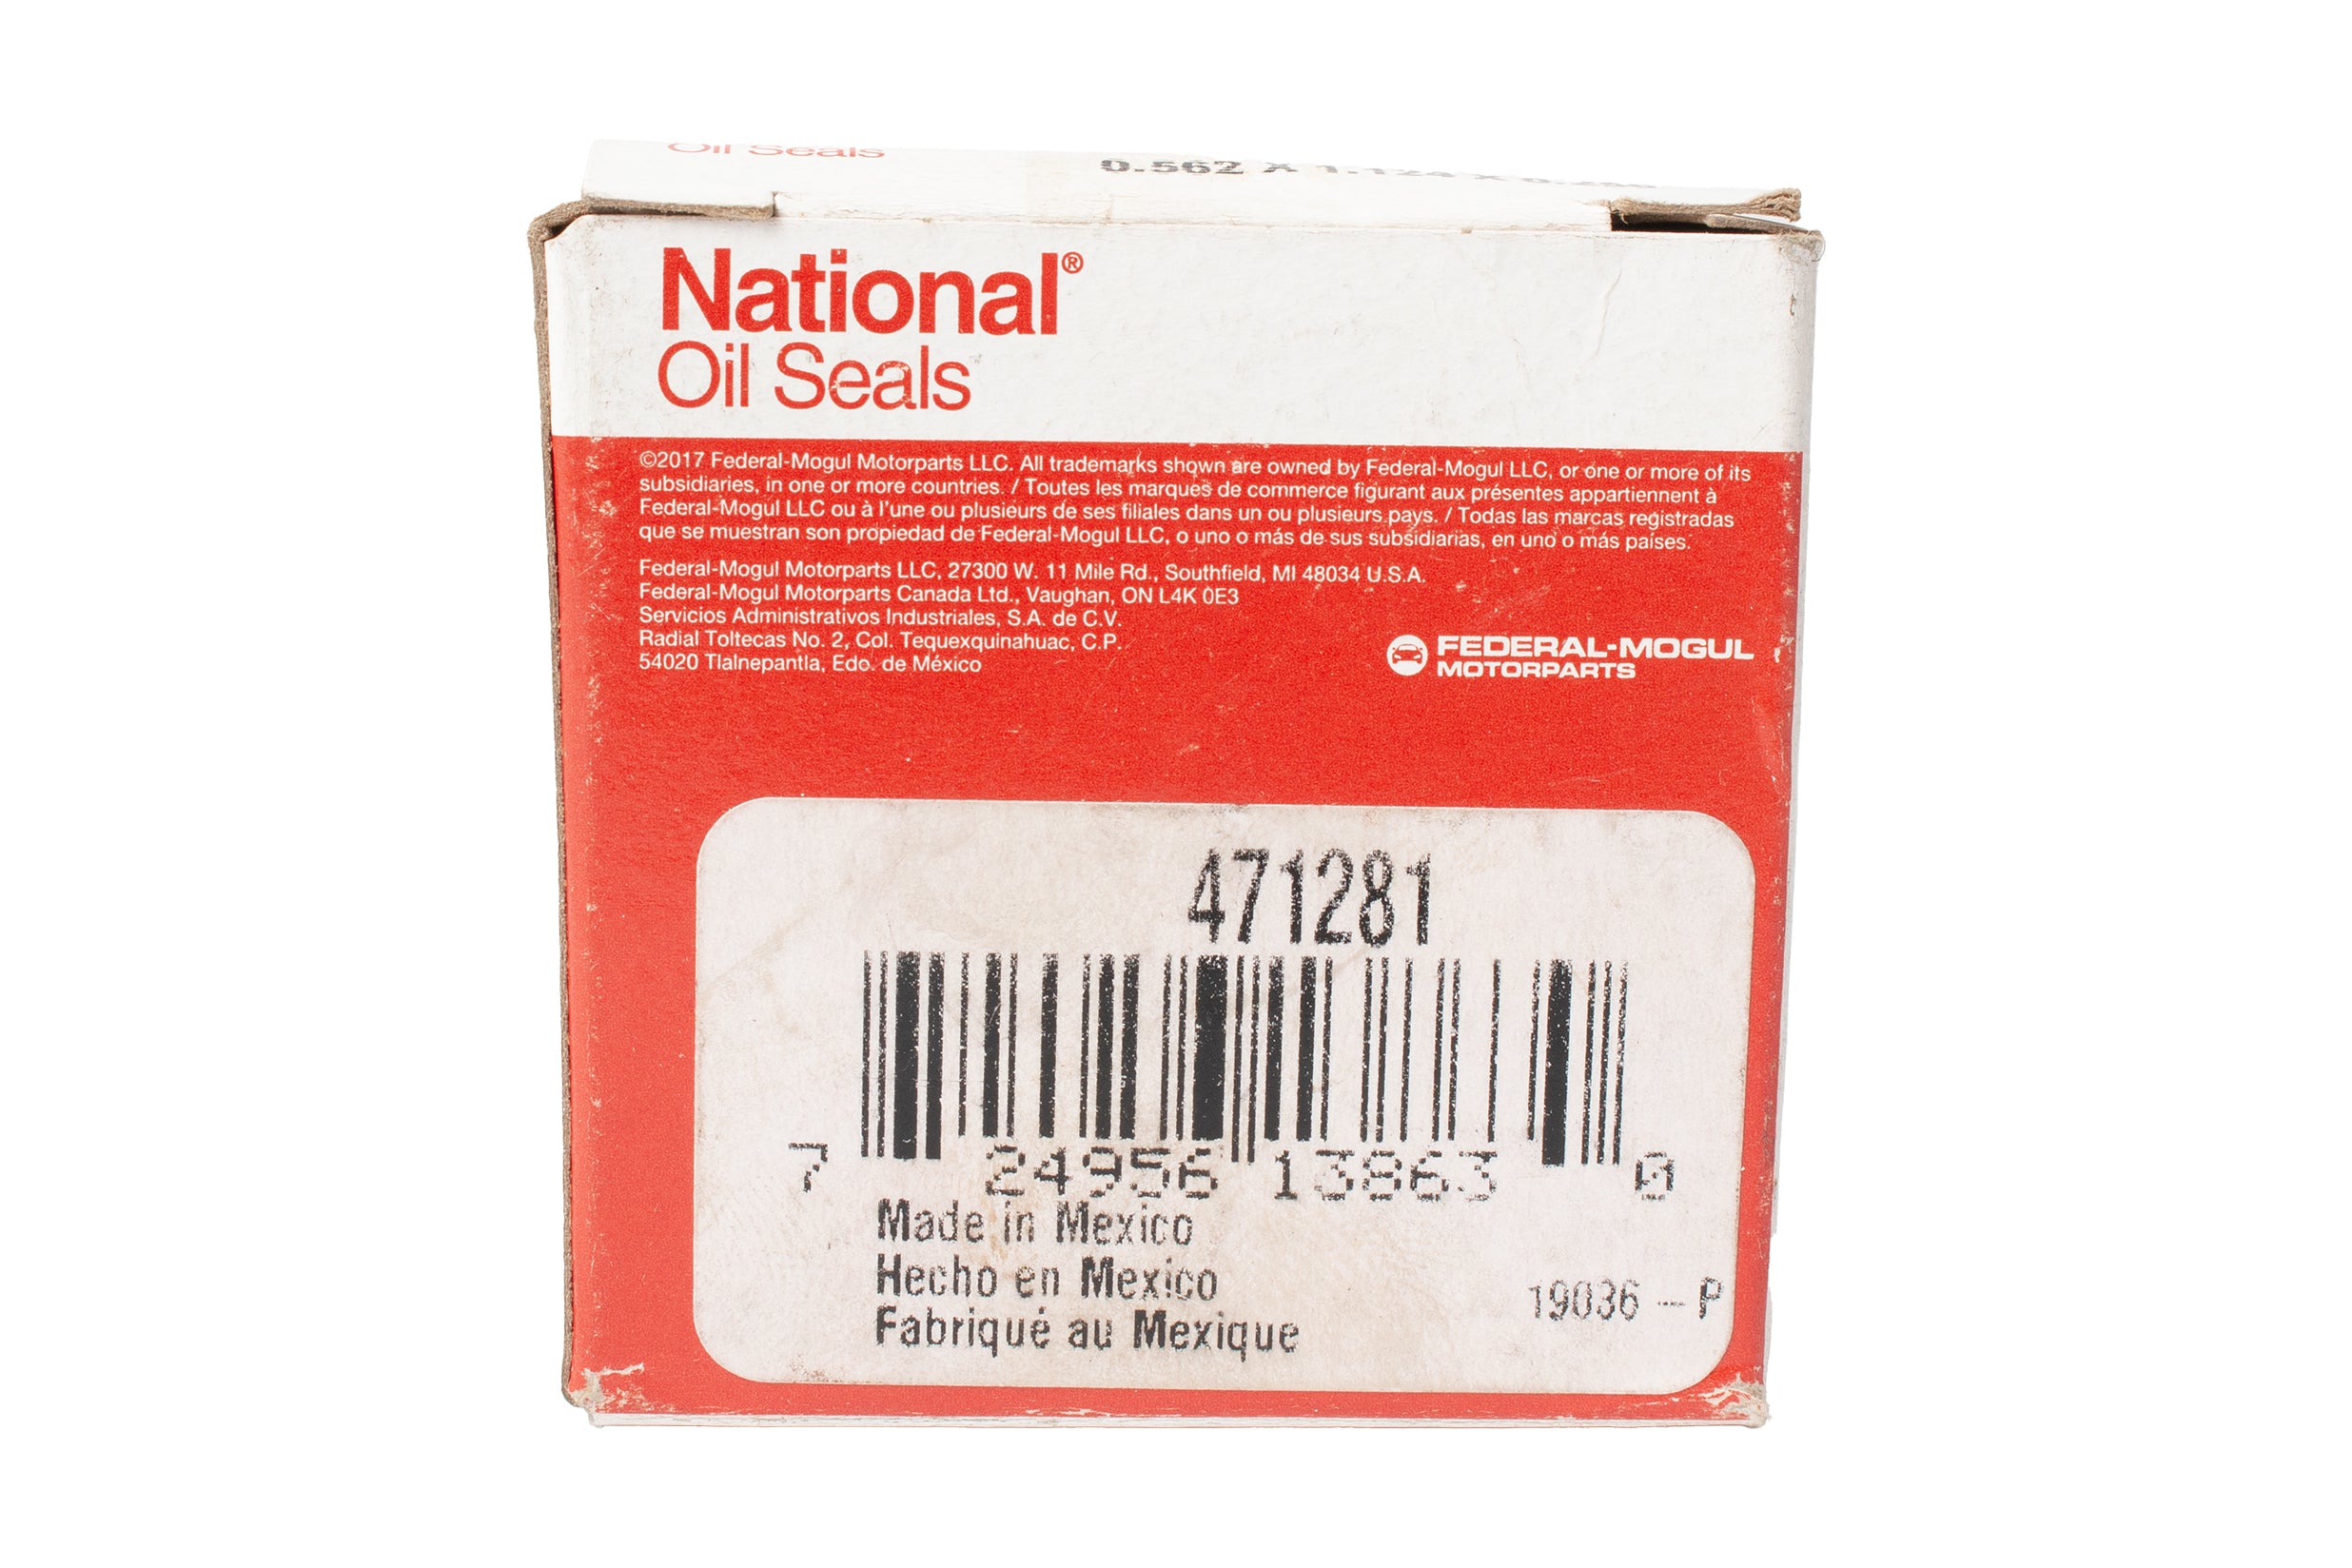 Oil Seals
0.562 X 1.124 X
National®
Oil Seals
©2017 Federal-Mogul Motorparts LLC. All trademarks shown are owned by Federal-Mogul LLC, or one or more of its
subsidiaries, in one or more countries. / Toutes les marques de commerce figurant aux présentes appartiennent à
Federal-Mogul LLC ou à l'une ou plusieurs de ses filiales dans un ou plusieurs pays. / Todas las marcas registradas
que se muestran son propiedad de Federal-Mogul LLC, o uno o más de sus subsidiarias, en uno o más países.
Federal-Mogul Motorparts LLC, 27300 W. 11 Mile Rd., Southfield, MI 48034 U.S.A.
Federal-Mogul Motorparts Canada Ltd., Vaughan, ON L4K 0E3
Servicios Administrativos Industriales, S.A. de C.V.
Radial Toltecas No. 2, Col. Tequexquinahuac, C.P.
54020 Tlalnepantla, Edo. de México
FEDERAL-MOGUL
MOTORPARTS
471281
7 24956 13863 0
Made in Mexico
Hecho en Mexico
Fabriqué au Mexique
19036 - P